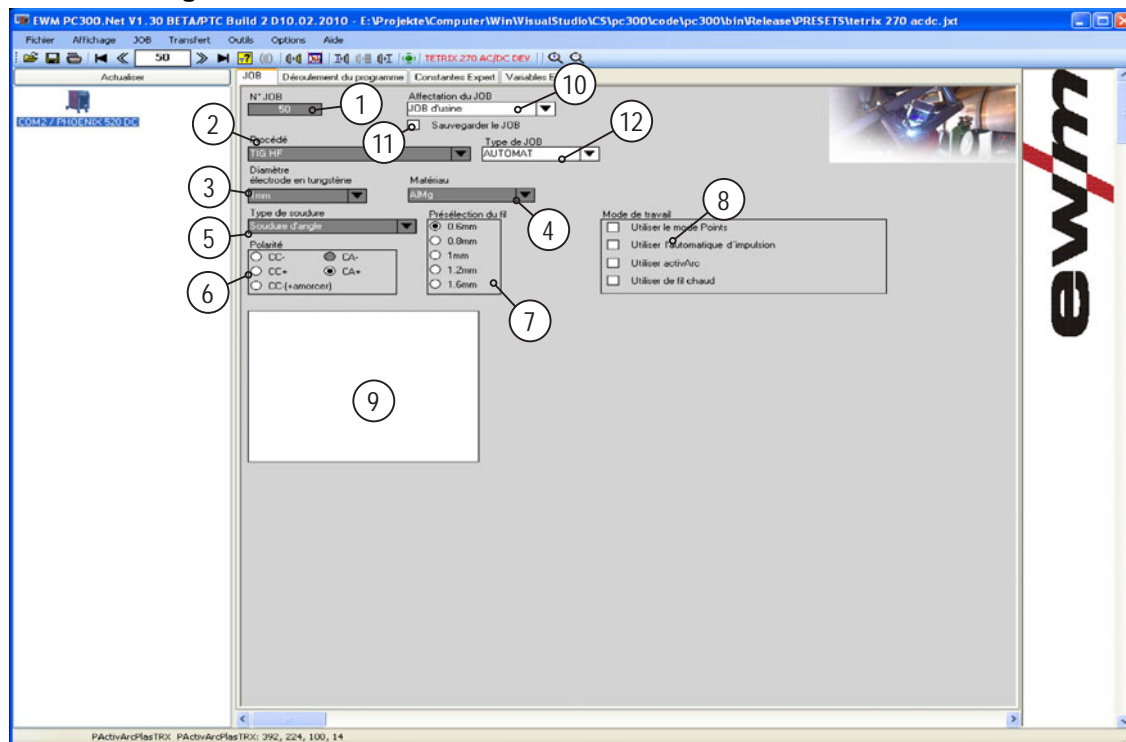 EWM PC300.Net V1.30 BETA/PTC Build 2 D10.02.2010 - E:\Projekte\Computer\WinVisualStudio\CS\pc300\code\pc300\bin\Release\PRESETS\tetrix 270 acdc.jxt
Fichier Affichage JOB Transfert Outils Options Aide
50 TETRIX 270 AC/DC DEV
Actualiser
JOB Déroulement du programme Constantes Expert Variables
COM2 / PHOENIX 520 DC
N° JOB
50
1
Affectation du JOB
JOB d'usine
10
Sauvegarder le JOB
11
2
Procédé
TIG HF
Type de JOB
AUTOMAT
12
Diamètre
électrode en tungstène
1mm
3
Matériau
AlMg
4
Type de soudure
Soudure d'angle
5
Polarité
CC- CA-
CC+ CA+
CC-(+amorcer)
6
Présélection du fil
0.6mm
0.8mm
1mm
1.2mm
1.6mm
7
Mode de travail
Utiliser le mode Points
Utiliser l'automatique d'impulsion
Utiliser activArc
Utiliser de fil chaud
8
9
ewm
PActivArcPlasTRX PActivArcPlasTRX: 392, 224, 100, 14